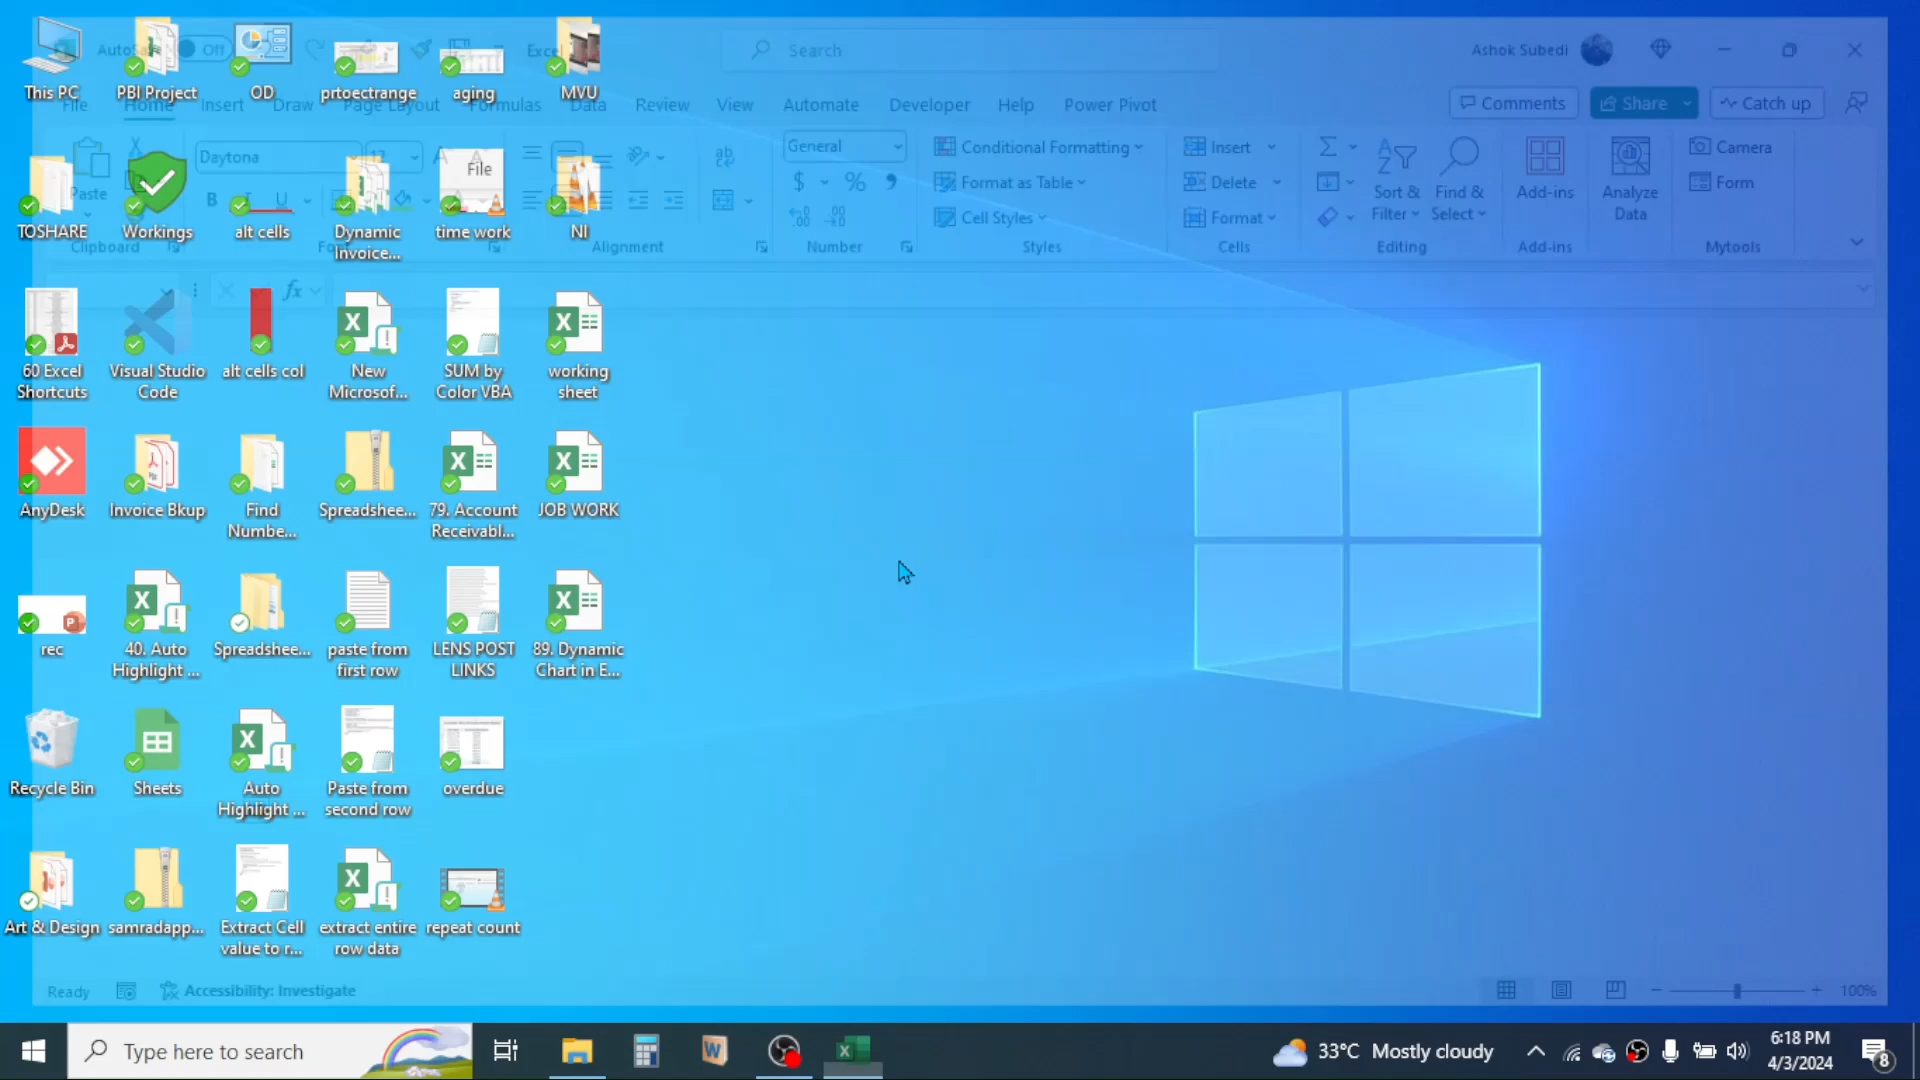 AutoSave Off Excel Search Ashok Subedi
File Home Insert Draw Page Layout Formulas Data Review View Automate Developer Help Power Pivot Comments Share Catch up
Daytona 12 General Conditional Formatting Insert Camera
Paste B I U $ % Format as Table Delete Sort & Find & Add-ins Analyze Form
Cell Styles Format Filter Select Data
Clipboard Alignment Number Styles Cells Editing Add-ins Mytools
fx
This PC
PBI Project
OD
prtoectrange
aging
MVU
TOSHARE
Workings
alt cells
Dynamic
Invoice...
File
time work
NI
60 Excel
Shortcuts
Visual Studio
Code
alt cells col
New
Microsof...
SUM by
Color VBA
working
sheet
AnyDesk
Invoice Bkup
Find
Numbe...
Spreadshee...
79. Account
Receivabl...
JOB WORK
rec
40. Auto
Highlight ...
Spreadshee...
paste from
first row
LENS POST
LINKS
89. Dynamic
Chart in E...
Recycle Bin
Sheets
Auto
Highlight ...
Paste from
second row
overdue
Art & Design
samradapp...
Extract Cell
value to r...
extract entire
row data
repeat count
Ready Accessibility: Investigate 100%
Type here to search
33°C Mostly cloudy
6:18 PM
4/3/2024
8